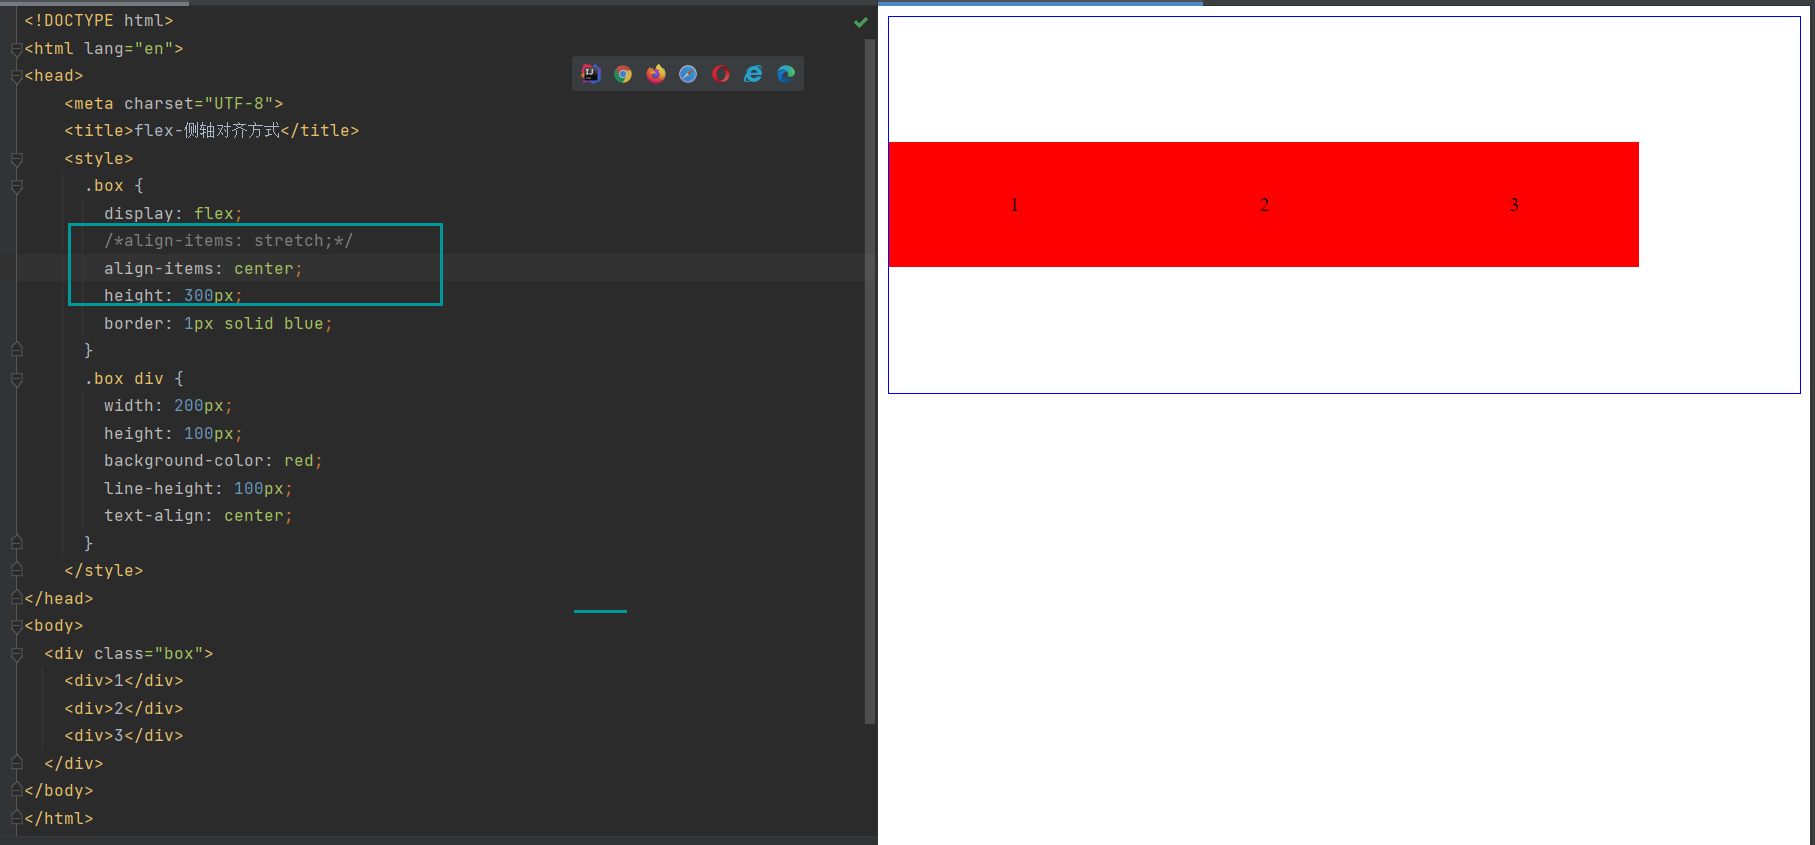 <!DOCTYPE html>
<html lang="en">
<head>
    <meta charset="UTF-8">
    <title>flex-侧轴对齐方式</title>
    <style>
      .box {
        display: flex;
        /*align-items: stretch;*/
        align-items: center;
        height: 300px;
        border: 1px solid blue;
      }
      .box div {
        width: 200px;
        height: 100px;
        background-color: red;
        line-height: 100px;
        text-align: center;
      }
    </style>
</head>
<body>
  <div class="box">
    <div>1</div>
    <div>2</div>
    <div>3</div>
  </div>
</body>
</html>
1 2 3